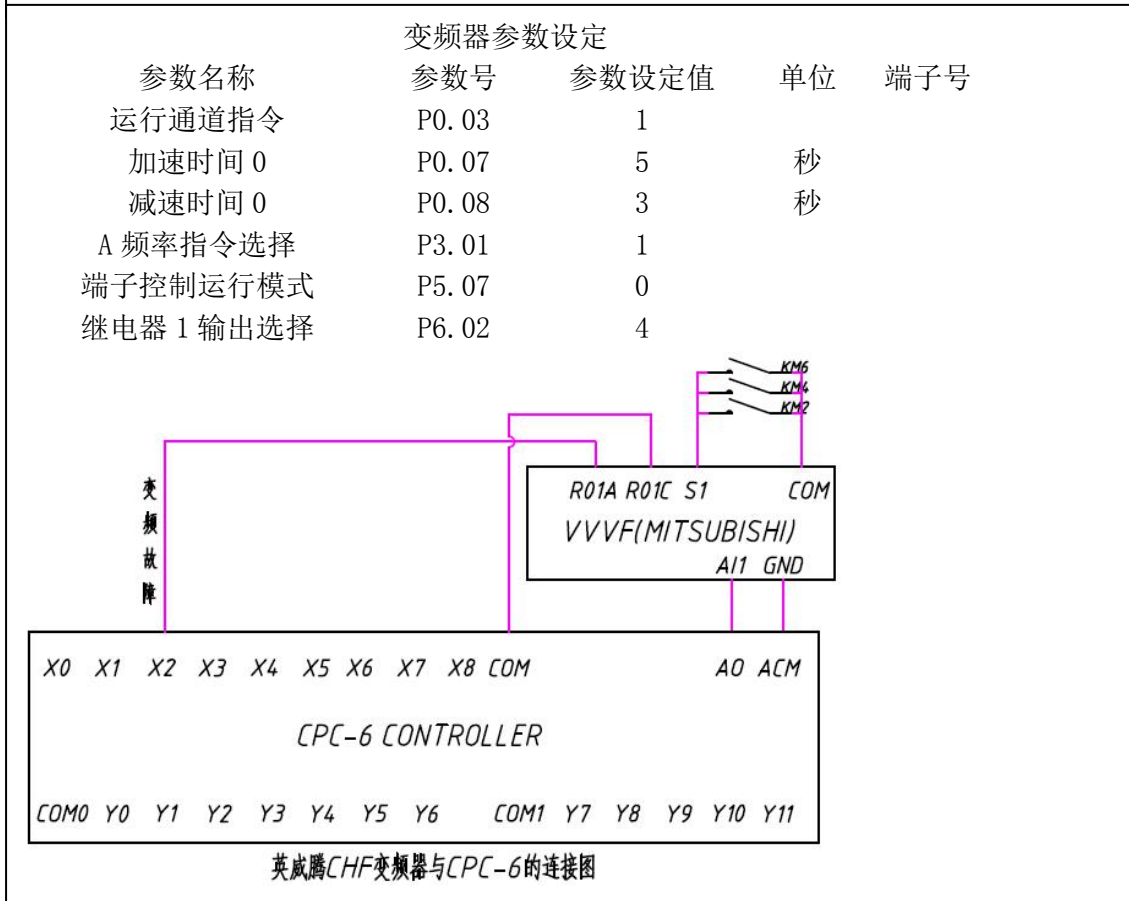 变频器参数设定
参数名称 参数号 参数设定值 单位 端子号
运行通道指令 P0.03 1
加速时间 0 P0.07 5 秒
减速时间 0 P0.08 3 秒
A 频率指令选择 P3.01 1
端子控制运行模式 P5.07 0
继电器 1 输出选择 P6.02 4
KM6
KM4
KM2
变频故障
R01A R01C S1 COM
VVVF(MITSUBISHI)
AI1 GND
X0 X1 X2 X3 X4 X5 X6 X7 X8 COM AO ACM
CPC-6 CONTROLLER
COM0 Y0 Y1 Y2 Y3 Y4 Y5 Y6 COM1 Y7 Y8 Y9 Y10 Y11
英威腾CHF变频器与CPC-6的连接图